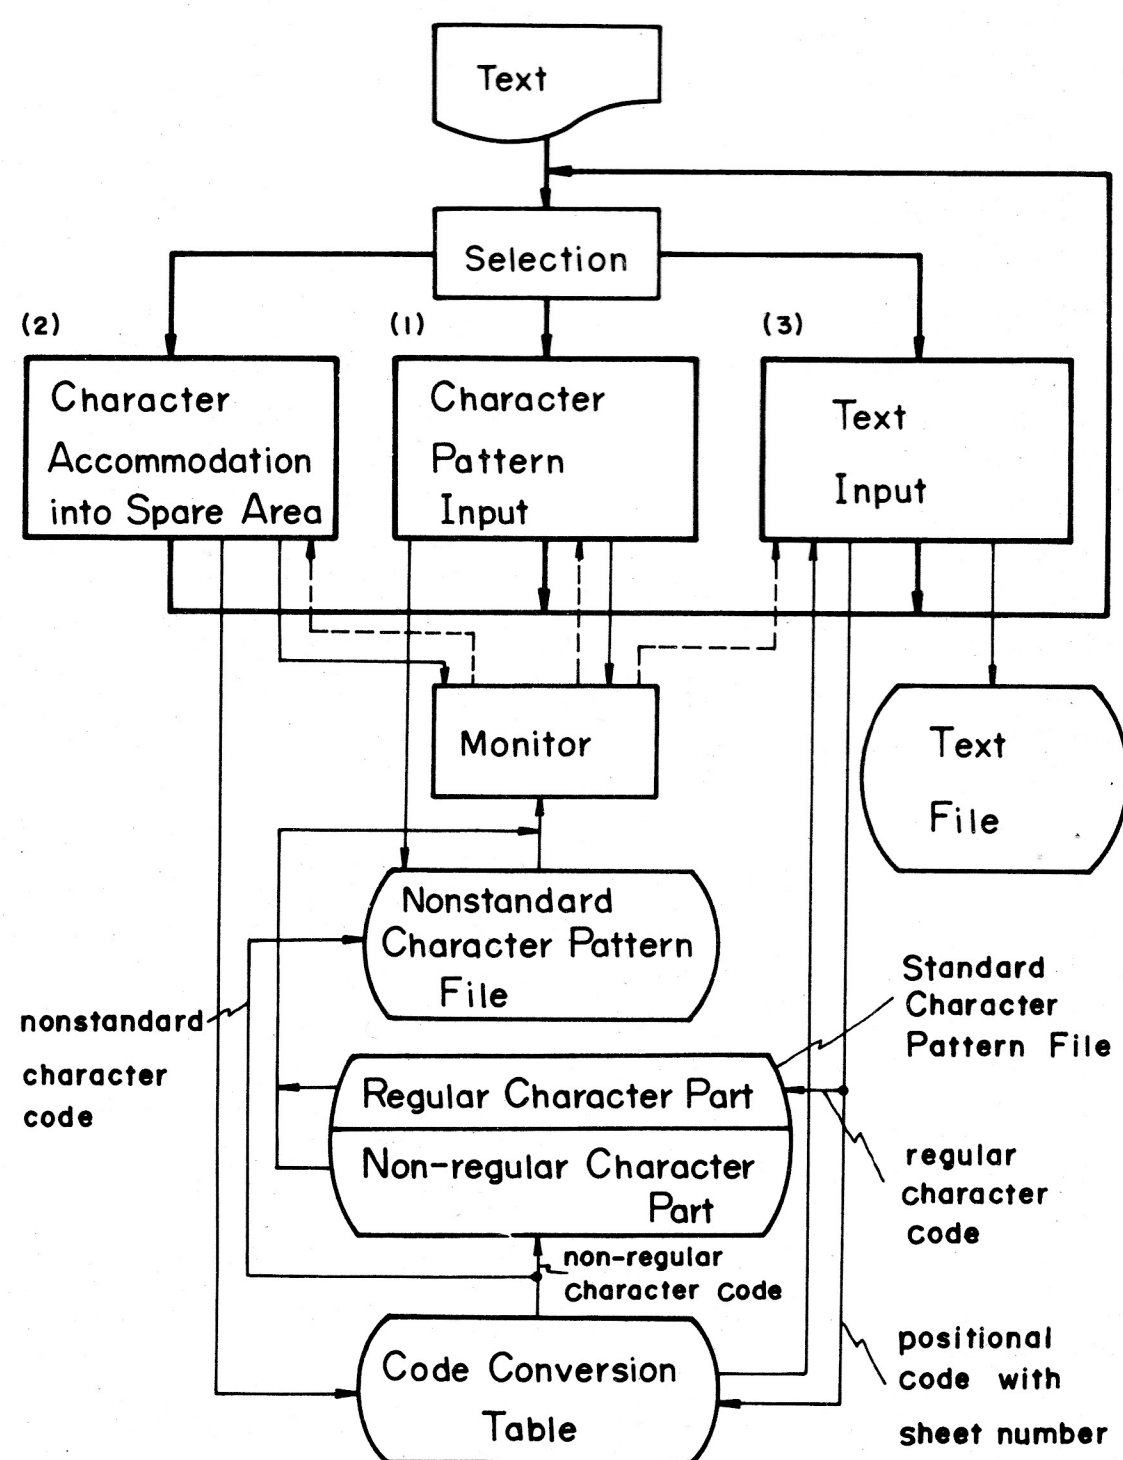 Text
Selection
(2)
(1)
(3)
Character
Accommodation
into Spare Area
Character
Pattern
Input
Text
Input
Monitor
Text
File
Nonstandard
Character Pattern
File
Standard
Character
Pattern File
nonstandard
character
code
Regular Character Part
Non-regular Character
Part
regular
character
code
non-regular
character code
Code Conversion
Table
positional
code with
sheet number